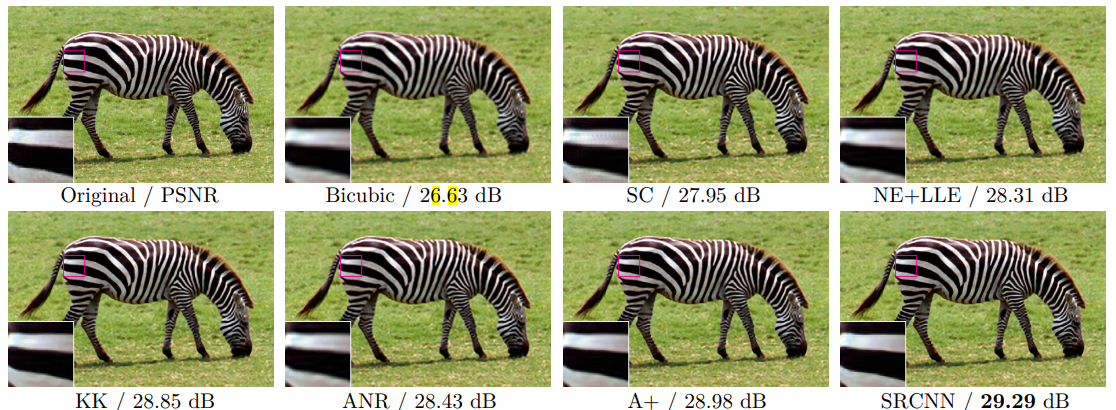 Original / PSNR
Bicubic / 26.63 dB
SC / 27.95 dB
NE+LLE / 28.31 dB
KK / 28.85 dB
ANR / 28.43 dB
A+ / 28.98 dB
SRCNN / 29.29 dB